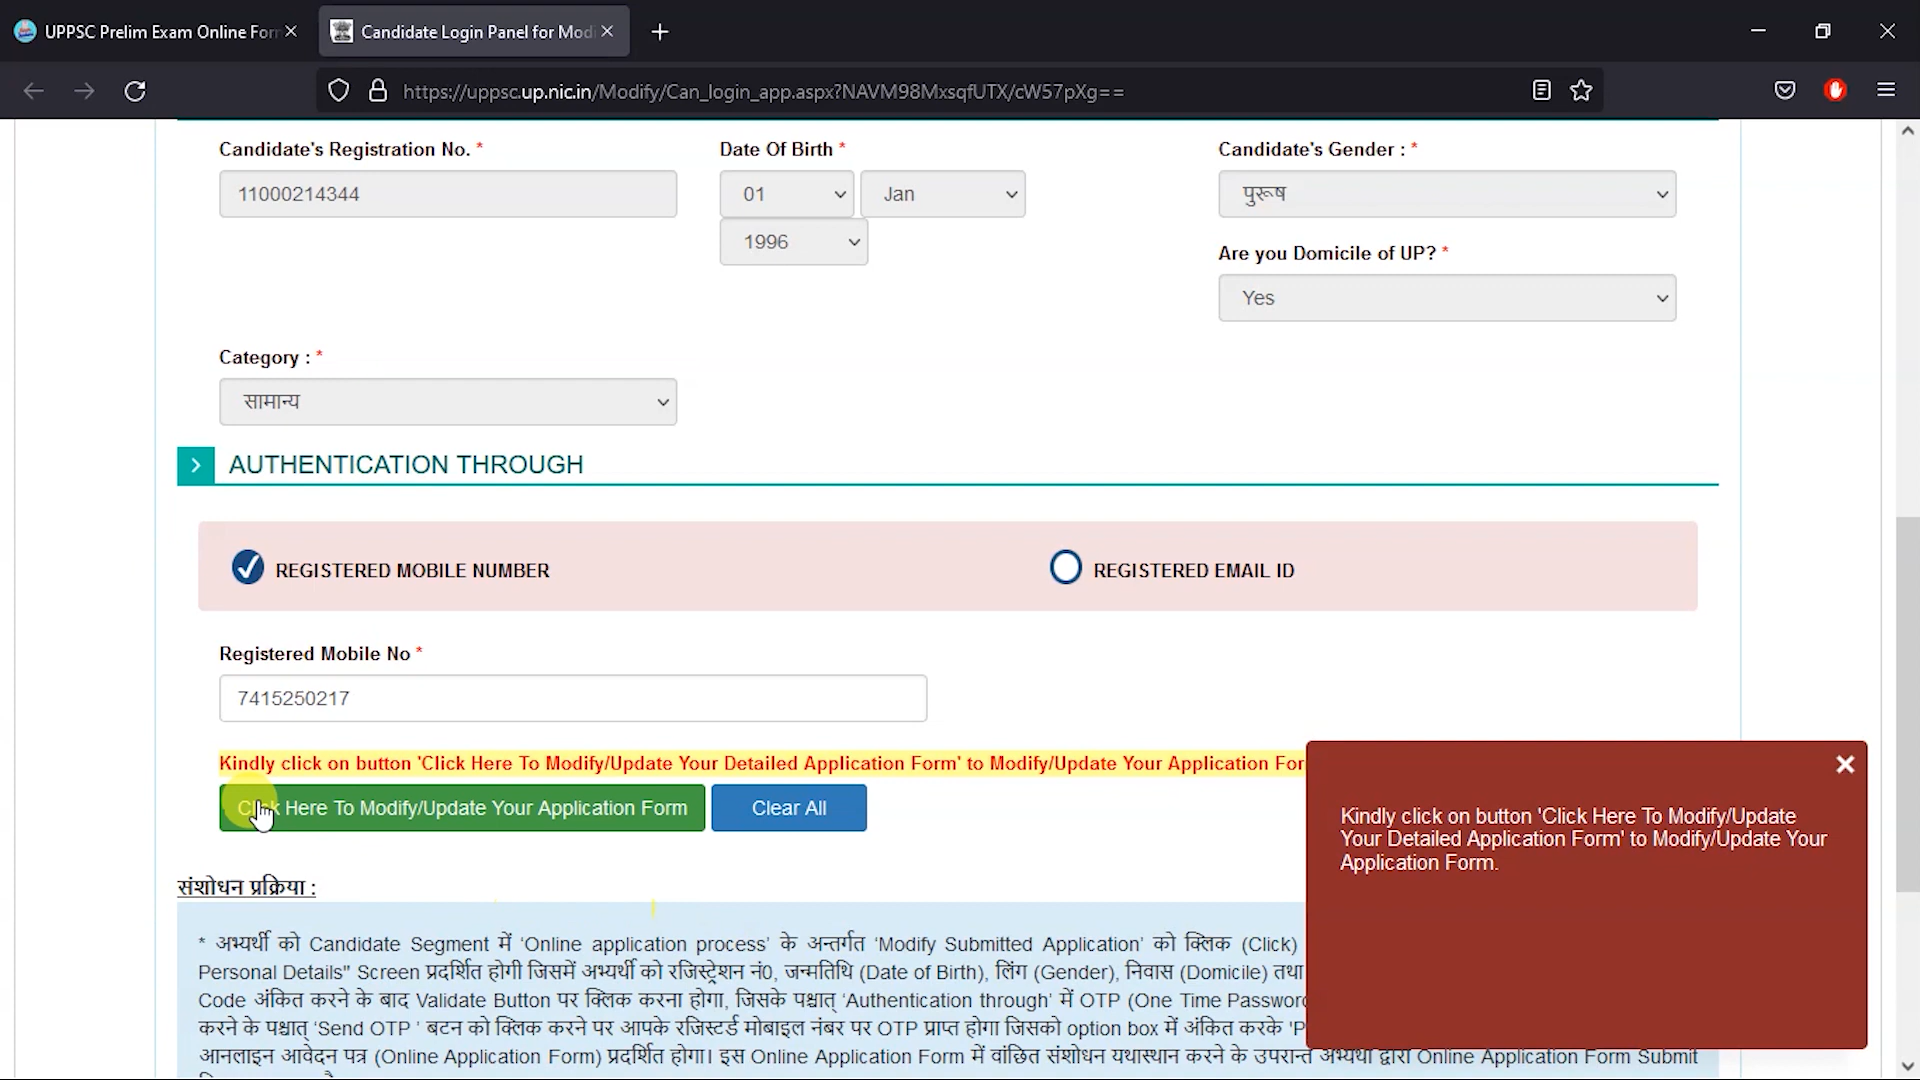 UPPSC Prelim Exam Online For
Candidate Login Panel for Mod
https://uppsc.up.nic.in/Modify/Can_login_app.aspx?NAVM98MxsqfUTX/cW57pXg==
Candidate's Registration No. * Date Of Birth * Candidate's Gender : *
11000214344 01 Jan पुरूष
1996
Are you Domicile of UP? *
Yes
Category : *
सामान्य
AUTHENTICATION THROUGH
REGISTERED MOBILE NUMBER REGISTERED EMAIL ID
Registered Mobile No *
7415250217
Kindly click on button 'Click Here To Modify/Update Your Detailed Application Form' to Modify/Update Your Application For
Click Here To Modify/Update Your Application Form Clear All
Kindly click on button 'Click Here To Modify/Update
Your Detailed Application Form' to Modify/Update Your
Application Form.
संशोधन प्रक्रिया :
* अभ्यर्थी को Candidate Segment में 'Online application process' के अन्तर्गत 'Modify Submitted Application' को क्लिक (Click)
Personal Details" Screen प्रदर्शित होगी जिसमें अभ्यर्थी को रजिस्ट्रेशन नं0, जन्मतिथि (Date of Birth), लिंग (Gender), निवास (Domicile) तथा
Code अंकित करने के बाद Validate Button पर क्लिक करना होगा, जिसके पश्चात् 'Authentication through' में OTP (One Time Password
करने के पश्चात् 'Send OTP ' बटन को क्लिक करने पर आपके रजिस्टर्ड मोबाइल नंबर पर OTP प्राप्त होगा जिसको option box में अंकित करके 'P
आनलाइन आवेदन पत्र (Online Application Form) प्रदर्शित होगा। इस Online Application Form में वांछित संशोधन यथास्थान करने के उपरान्त अभ्यर्थी द्वारा Online Application Form Submit